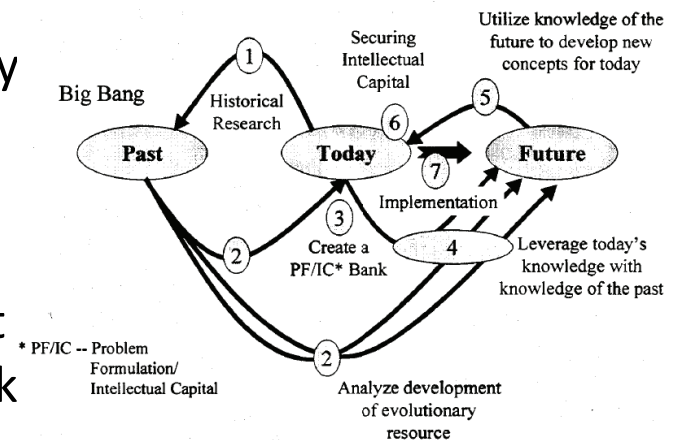 y
Big Bang
Past
1
Historical
Research
Today
Securing
Intellectual
Capital
6
5
Utilize knowledge of the
future to develop new
concepts for today
7
Future
Implementation
2
3
Create a
PF/IC* Bank
4
Leverage today's
knowledge with
knowledge of the past
2
Analyze development
of evolutionary
resource
t
* PF/IC -- Problem
Formulation/
Intellectual Capital
k